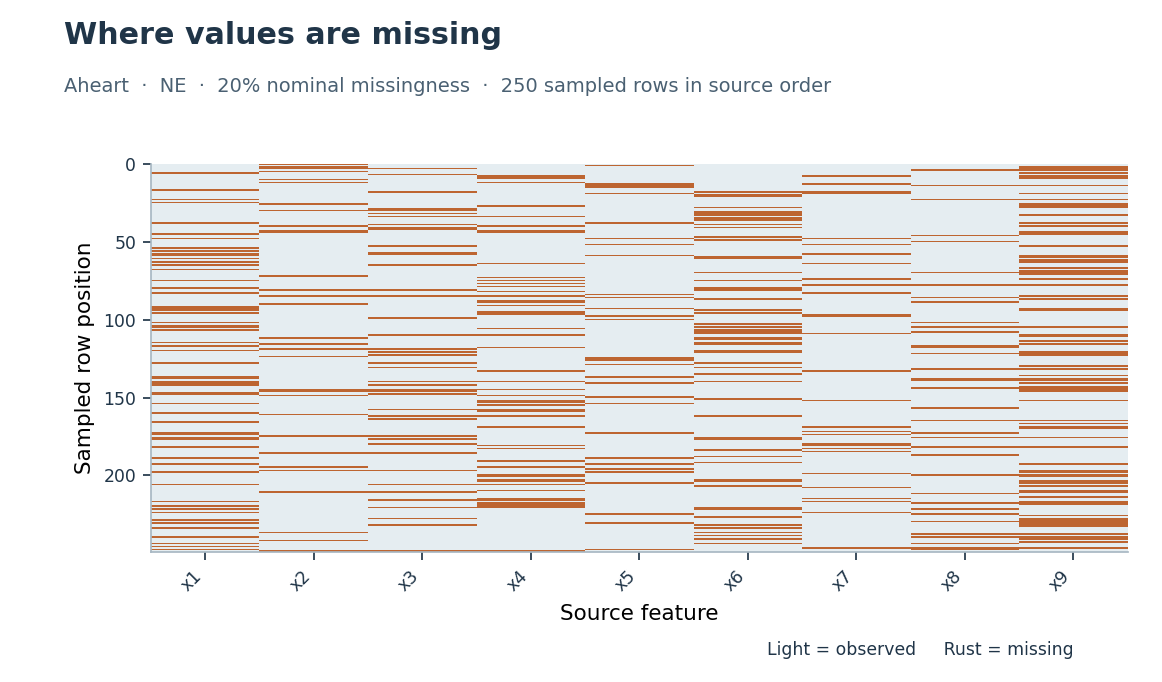 Where values are missing
Aheart · NE · 20% nominal missingness · 250 sampled rows in source order
0
50
100
150
200
Sampled row position
x1 x2 x3 x4 x5 x6 x7 x8 x9
Source feature
Light = observed Rust = missing